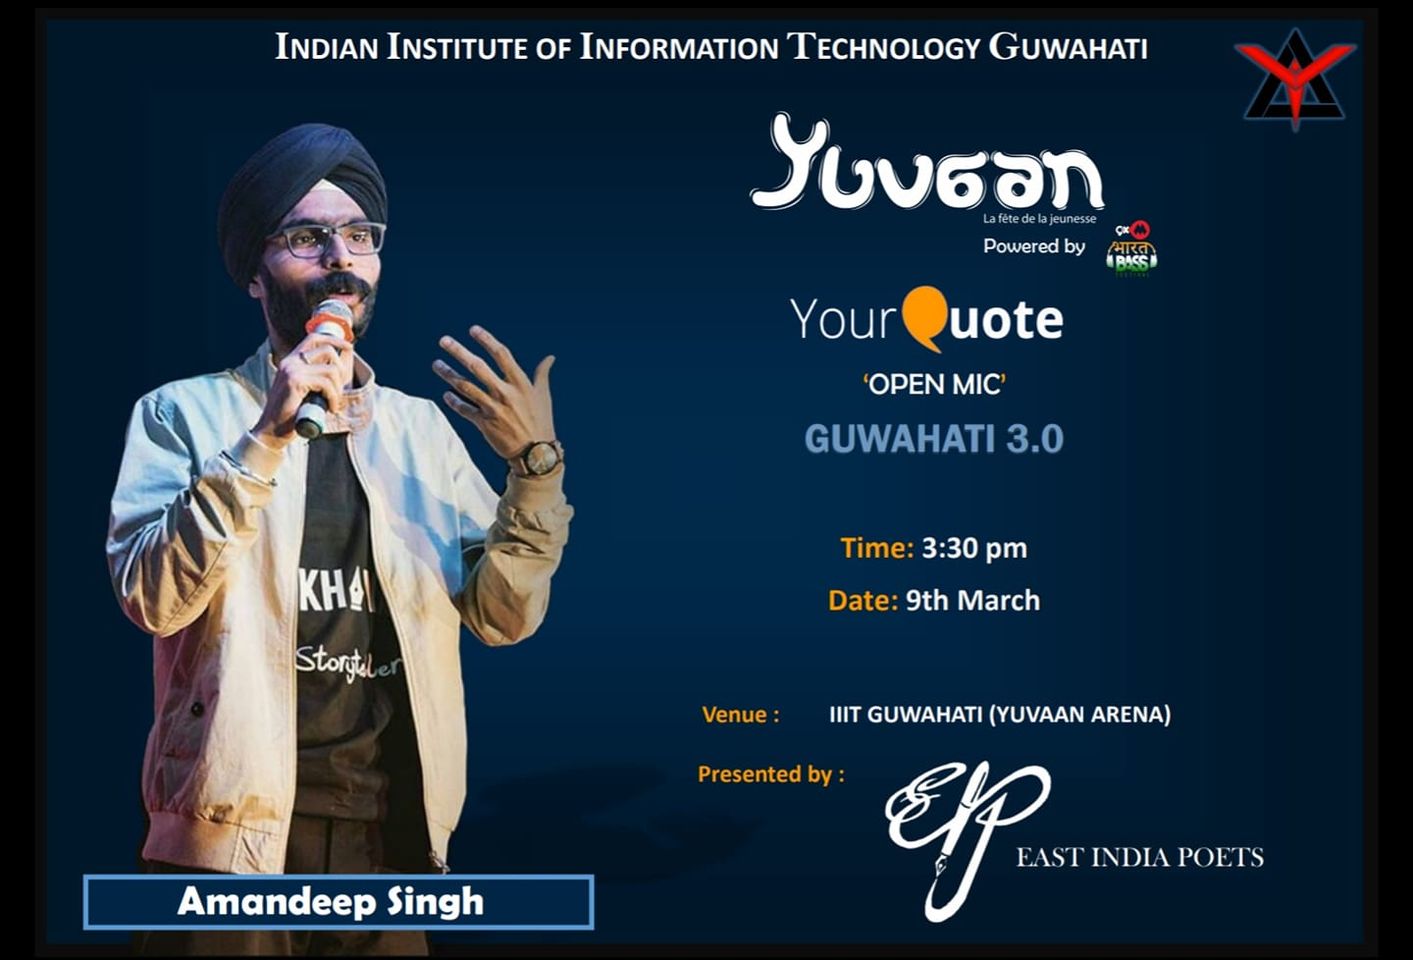 INDIAN INSTITUTE OF INFORMATION TECHNOLOGY GUWAHATI
Yuvaan
La fête de la jeunesse
Powered by
9XM
भारत
BASS
YourQuote
‘OPEN MIC’
GUWAHATI 3.0
Time: 3:30 pm
Date: 9th March
Venue : IIIT GUWAHATI (YUVAAN ARENA)
Presented by :
EIP
EAST INDIA POETS
Storyteller
Amandeep Singh